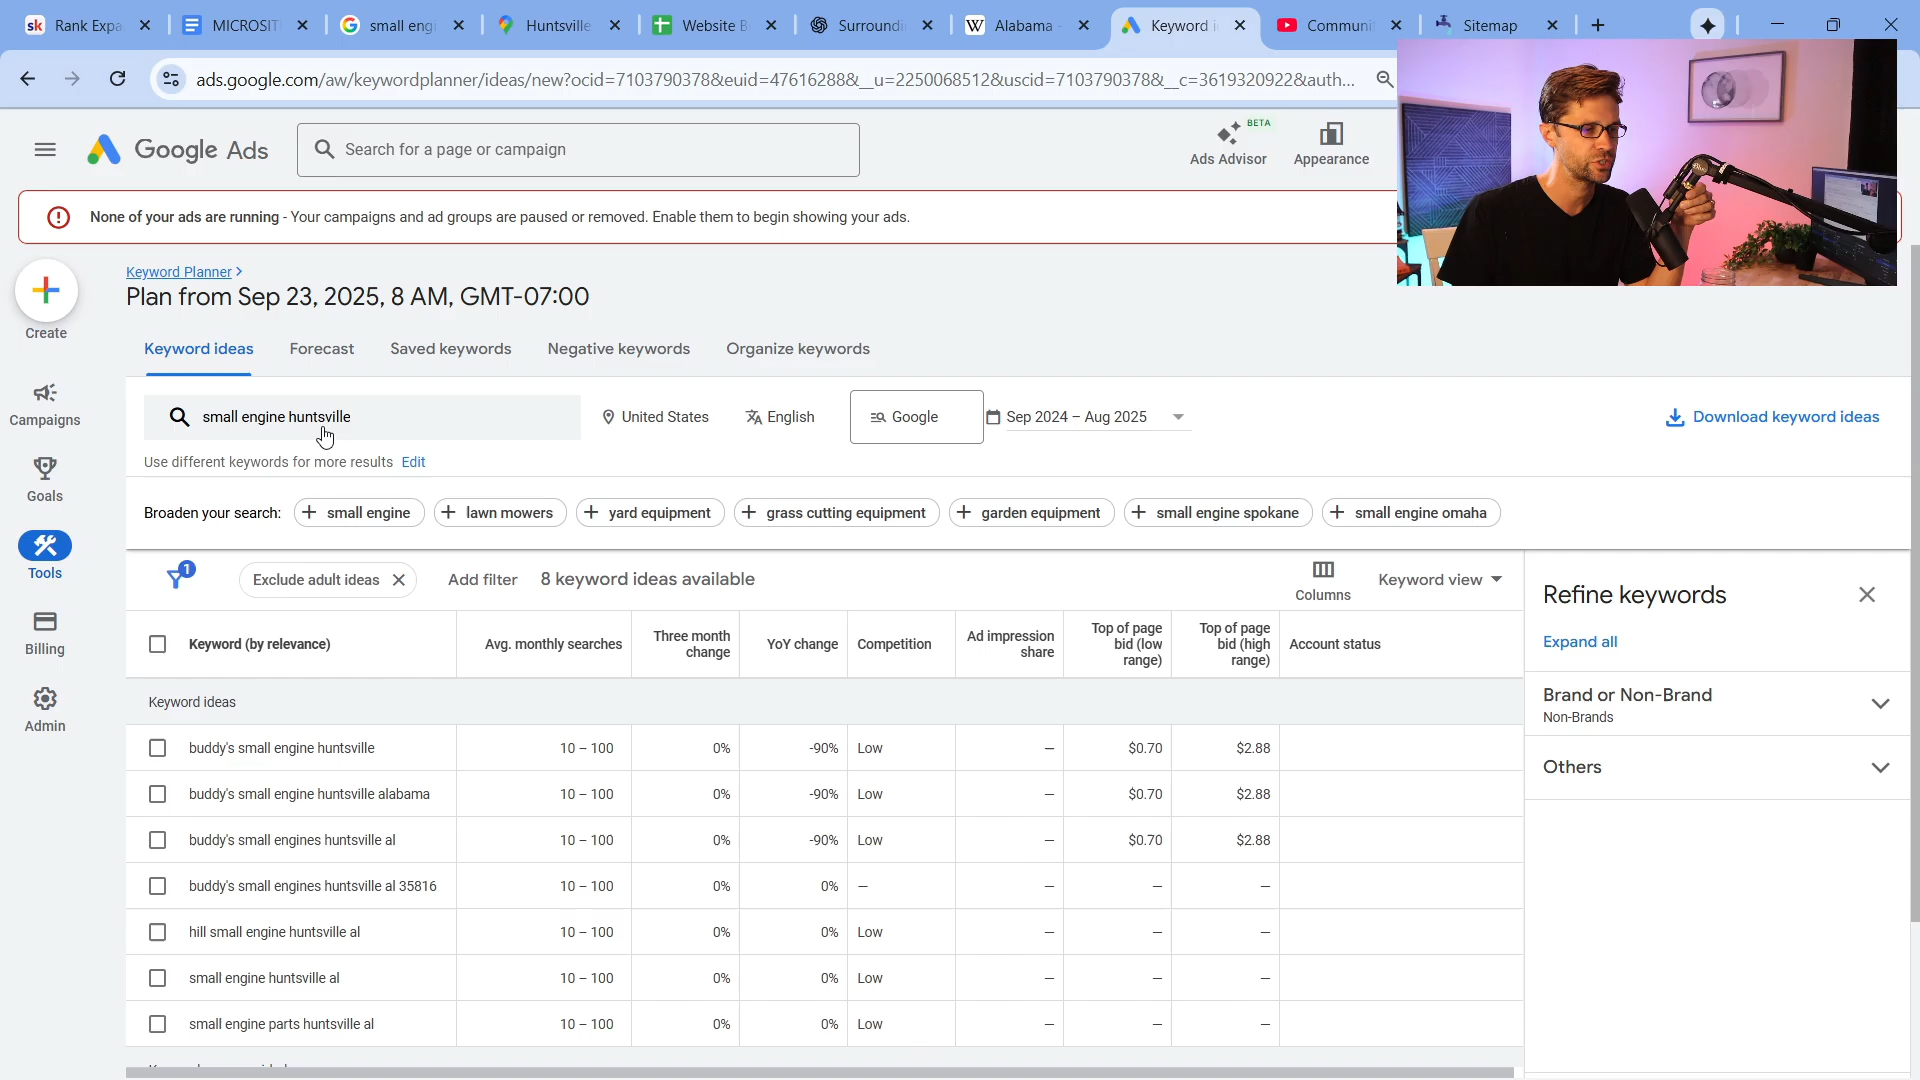 Rank Expa
MICROSIT
small engi
Huntsville
Website B
Surroundi
Alabama -
Keyword i
Communit
Sitemap
ads.google.com/aw/keywordplanner/ideas/new?ocid=7103790378&euid=47616288&__u=2250068512&uscid=7103790378&__c=3619320922&auth...
Google Ads
Search for a page or campaign
BETA
Ads Advisor
Appearance
None of your ads are running - Your campaigns and ad groups are paused or removed. Enable them to begin showing your ads.
Create
Campaigns
Goals
Tools
Billing
Admin
Keyword Planner >
Plan from Sep 23, 2025, 8 AM, GMT-07:00
Keyword ideas Forecast Saved keywords Negative keywords Organize keywords
small engine huntsville United States English Google Sep 2024 – Aug 2025 Download keyword ideas
Use different keywords for more results Edit
Broaden your search: + small engine + lawn mowers + yard equipment + grass cutting equipment + garden equipment + small engine spokane + small engine omaha
1 Exclude adult ideas Add filter 8 keyword ideas available Columns Keyword view
Keyword (by relevance) Avg. monthly searches Three month change YoY change Competition Ad impression share Top of page bid (low range) Top of page bid (high range) Account status
Keyword ideas
buddy's small engine huntsville 10 – 100 0% -90% Low – $0.70 $2.88
buddy's small engine huntsville alabama 10 – 100 0% -90% Low – $0.70 $2.88
buddy's small engines huntsville al 10 – 100 0% -90% Low – $0.70 $2.88
buddy's small engines huntsville al 35816 10 – 100 0% 0% – – – –
hill small engine huntsville al 10 – 100 0% 0% Low – – –
small engine huntsville al 10 – 100 0% 0% Low – – –
small engine parts huntsville al 10 – 100 0% 0% Low – – –
Refine keywords
Expand all
Brand or Non-Brand
Non-Brands
Others